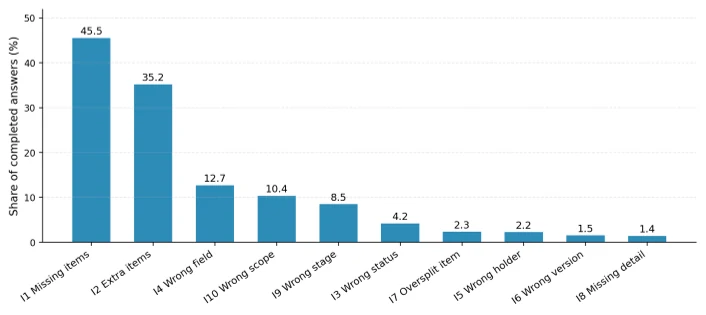 Share of completed answers (%)
50
40
30
20
10
0
45.5
35.2
12.7
10.4
8.5
4.2
2.3
2.2
1.5
1.4
I1 Missing items
I2 Extra items
I4 Wrong field
I10 Wrong scope
I9 Wrong stage
I3 Wrong status
I7 Oversplit item
I5 Wrong holder
I6 Wrong version
I8 Missing detail